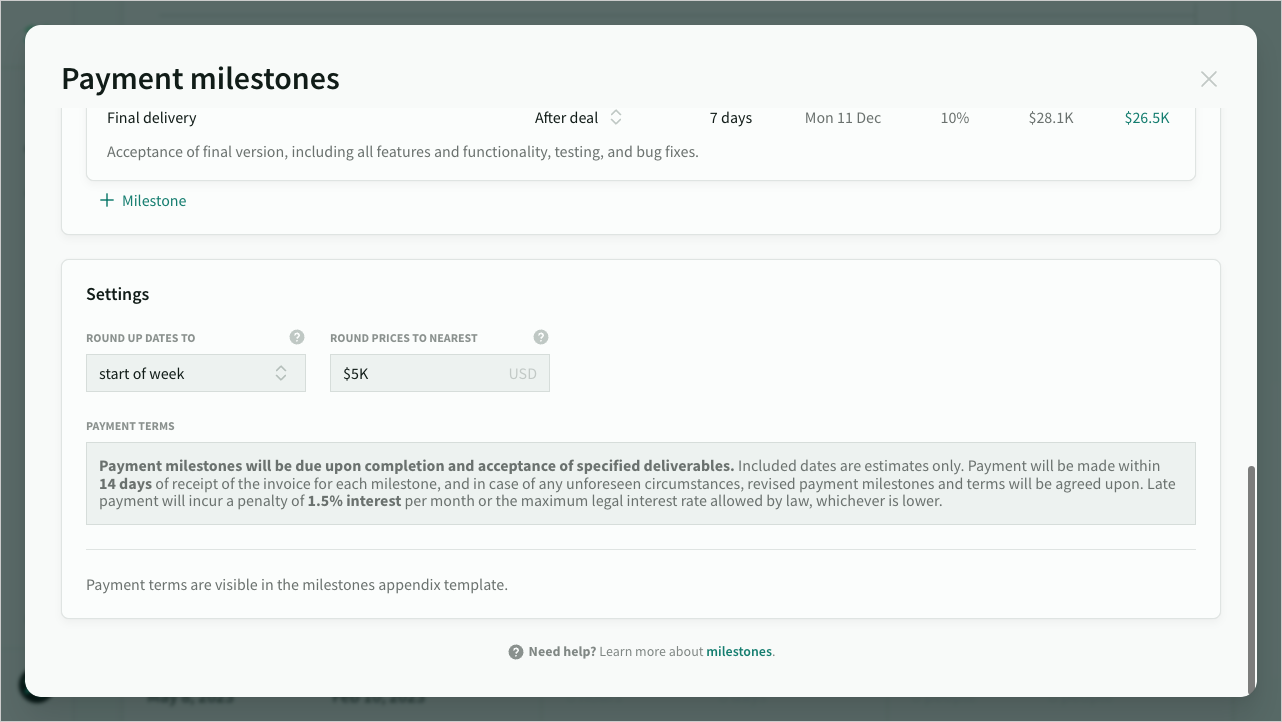 Payment milestones
Final delivery After deal 7 days Mon 11 Dec 10% $28.1K $26.5K
Acceptance of final version, including all features and functionality, testing, and bug fixes.
Milestone
Settings
ROUND UP DATES TO ROUND PRICES TO NEAREST
start of week $5K USD
PAYMENT TERMS
Payment milestones will be due upon completion and acceptance of specified deliverables. Included dates are estimates only. Payment will be made within
14 days of receipt of the invoice for each milestone, and in case of any unforeseen circumstances, revised payment milestones and terms will be agreed upon. Late
payment will incur a penalty of 1.5% interest per month or the maximum legal interest rate allowed by law, whichever is lower.
Payment terms are visible in the milestones appendix template.
Need help? Learn more about milestones.